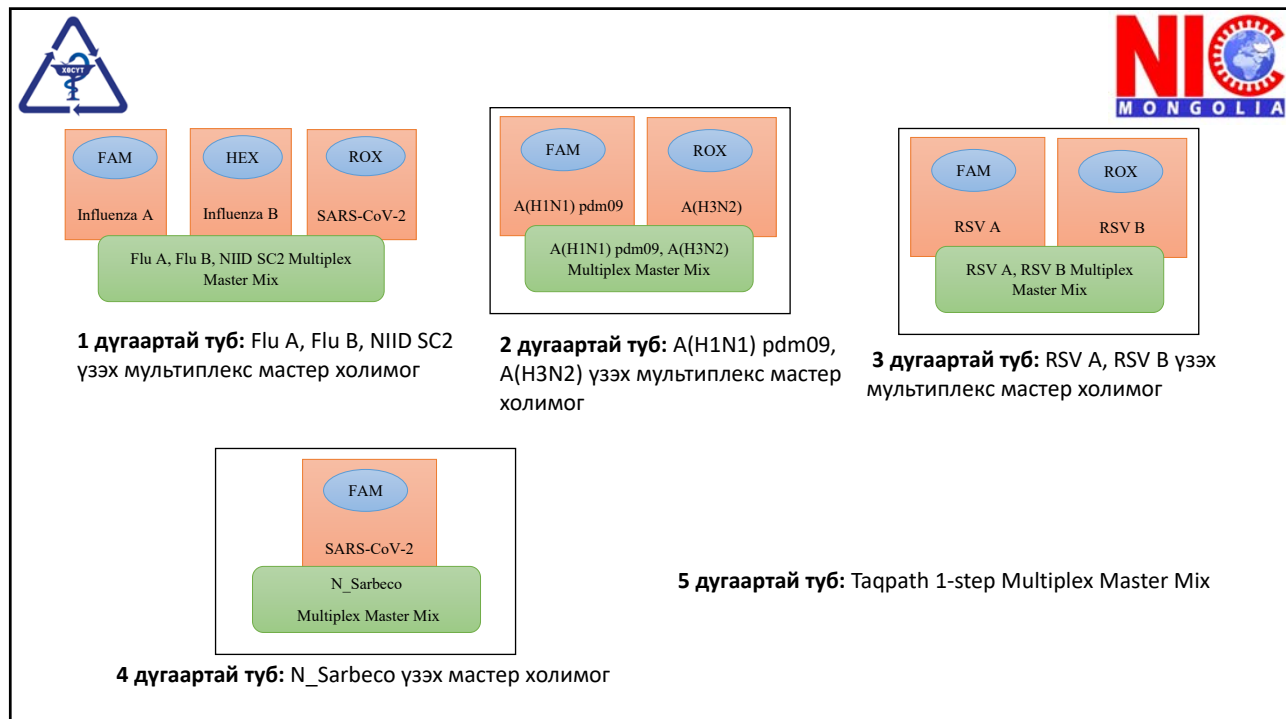 ХӨСҮТ
NIC
MONGOLIA
FAM
HEX
ROX
Influenza A
Influenza B
SARS-CoV-2
Flu A, Flu B, NIID SC2 Multiplex
Master Mix
1 дүгаартай туб: Flu A, Flu B, NIID SC2
үзэх мультиплекс мастер холимог
FAM
ROX
A(H1N1) pdm09
A(H3N2)
A(H1N1) pdm09, A(H3N2)
Multiplex Master Mix
2 дугаартай туб: A(H1N1) pdm09,
A(H3N2) үзэх мультиплекс мастер
холимог
FAM
ROX
RSV A
RSV B
RSV A, RSV B Multiplex
Master Mix
3 дугаартай туб: RSV A, RSV B үзэх
мультиплекс мастер холимог
FAM
SARS-CoV-2
N_Sarbeco
Multiplex Master Mix
4 дүгаартай туб: N_Sarbeco үзэх мастер холимог
5 дугаартай туб: Taqpath 1-step Multiplex Master Mix